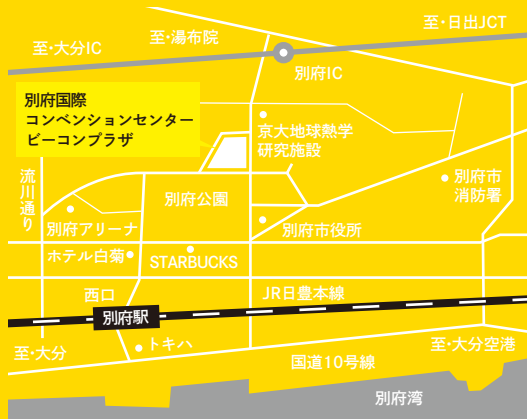 至・日出JCT
至・湯布院
至・大分IC
別府IC
別府国際
コンベンションセンター
ビーコンプラザ
京大地球熱学
研究施設
流川通り
別府市
消防署
別府公園
別府アリーナ
別府市役所
ホテル白菊
STARBUCKS
西口
JR日豊本線
別府駅
至・大分
トキハ
至・大分空港
国道10号線
別府湾